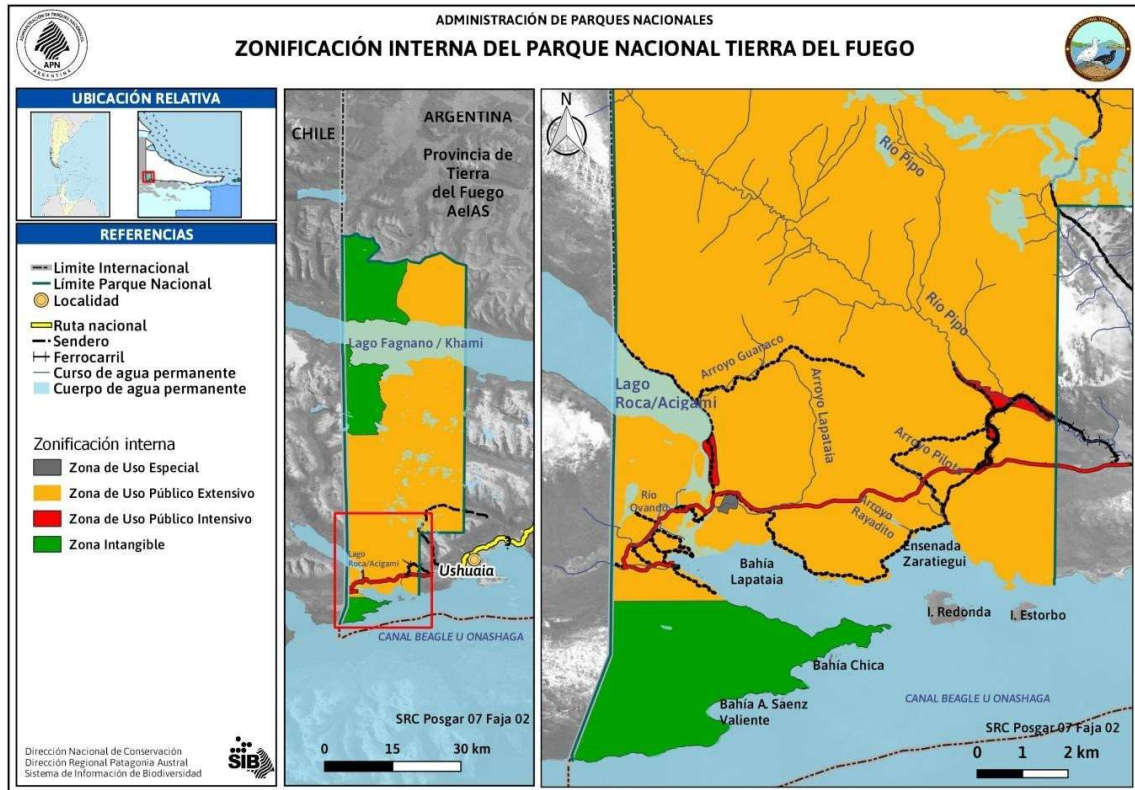 ADMINISTRACIÓN DE PARQUES NACIONALES
ZONIFICACIÓN INTERNA DEL PARQUE NACIONAL TIERRA DEL FUEGO
ADMINISTRACIÓN DE PARQUES NACIONALES
APN
ARGENTINA
UBICACIÓN RELATIVA
REFERENCIAS
Limite Internacional
Límite Parque Nacional
Localidad
Ruta nacional
Sendero
Ferrocarril
Curso de agua permanente
Cuerpo de agua permanente
Zonificación interna
Zona de Uso Especial
Zona de Uso Público Extensivo
Zona de Uso Público Intensivo
Zona Intangible
Dirección Nacional de Conservación
Dirección Regional Patagonia Austral
Sistema de Información de Biodiversidad
SIB
CHILE
ARGENTINA
Provincia de
Tierra
del Fuego
AeIAS
Lago Fagnano / Khami
3
Lago
Roca/Acigami
Ushuaia
CANAL BEAGLE U ONASHAGA
SRC Posgar 07 Faja 02
0 15 30 km
N
Río Pipo
Río Pipo
Arroyo Guanaco
Lago
Roca/Acigami
Arroyo Lapataia
Arroyo Piloto
Río
Ovando
Arroyo
Rayadito
Ensenada
Zaratiegui
Bahía
Lapataia
I. Redonda
I. Estorbo
Bahía Chica
CANAL BEAGLE U ONASHAGA
Bahía A. Saenz
Valiente
SRC Posgar 07 Faja 02
0 1 2 km